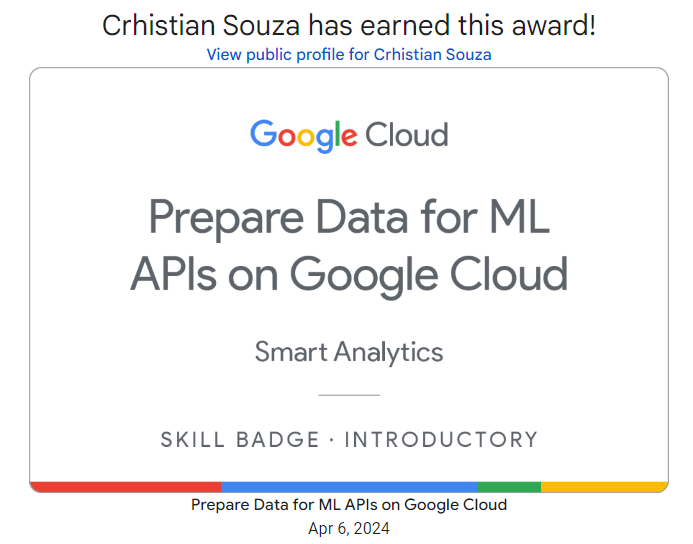 Crhistian Souza has earned this award!
View public profile for Crhistian Souza
Google Cloud
Prepare Data for ML
APIs on Google Cloud
Smart Analytics
SKILL BADGE · INTRODUCTORY
Prepare Data for ML APIs on Google Cloud
Apr 6, 2024